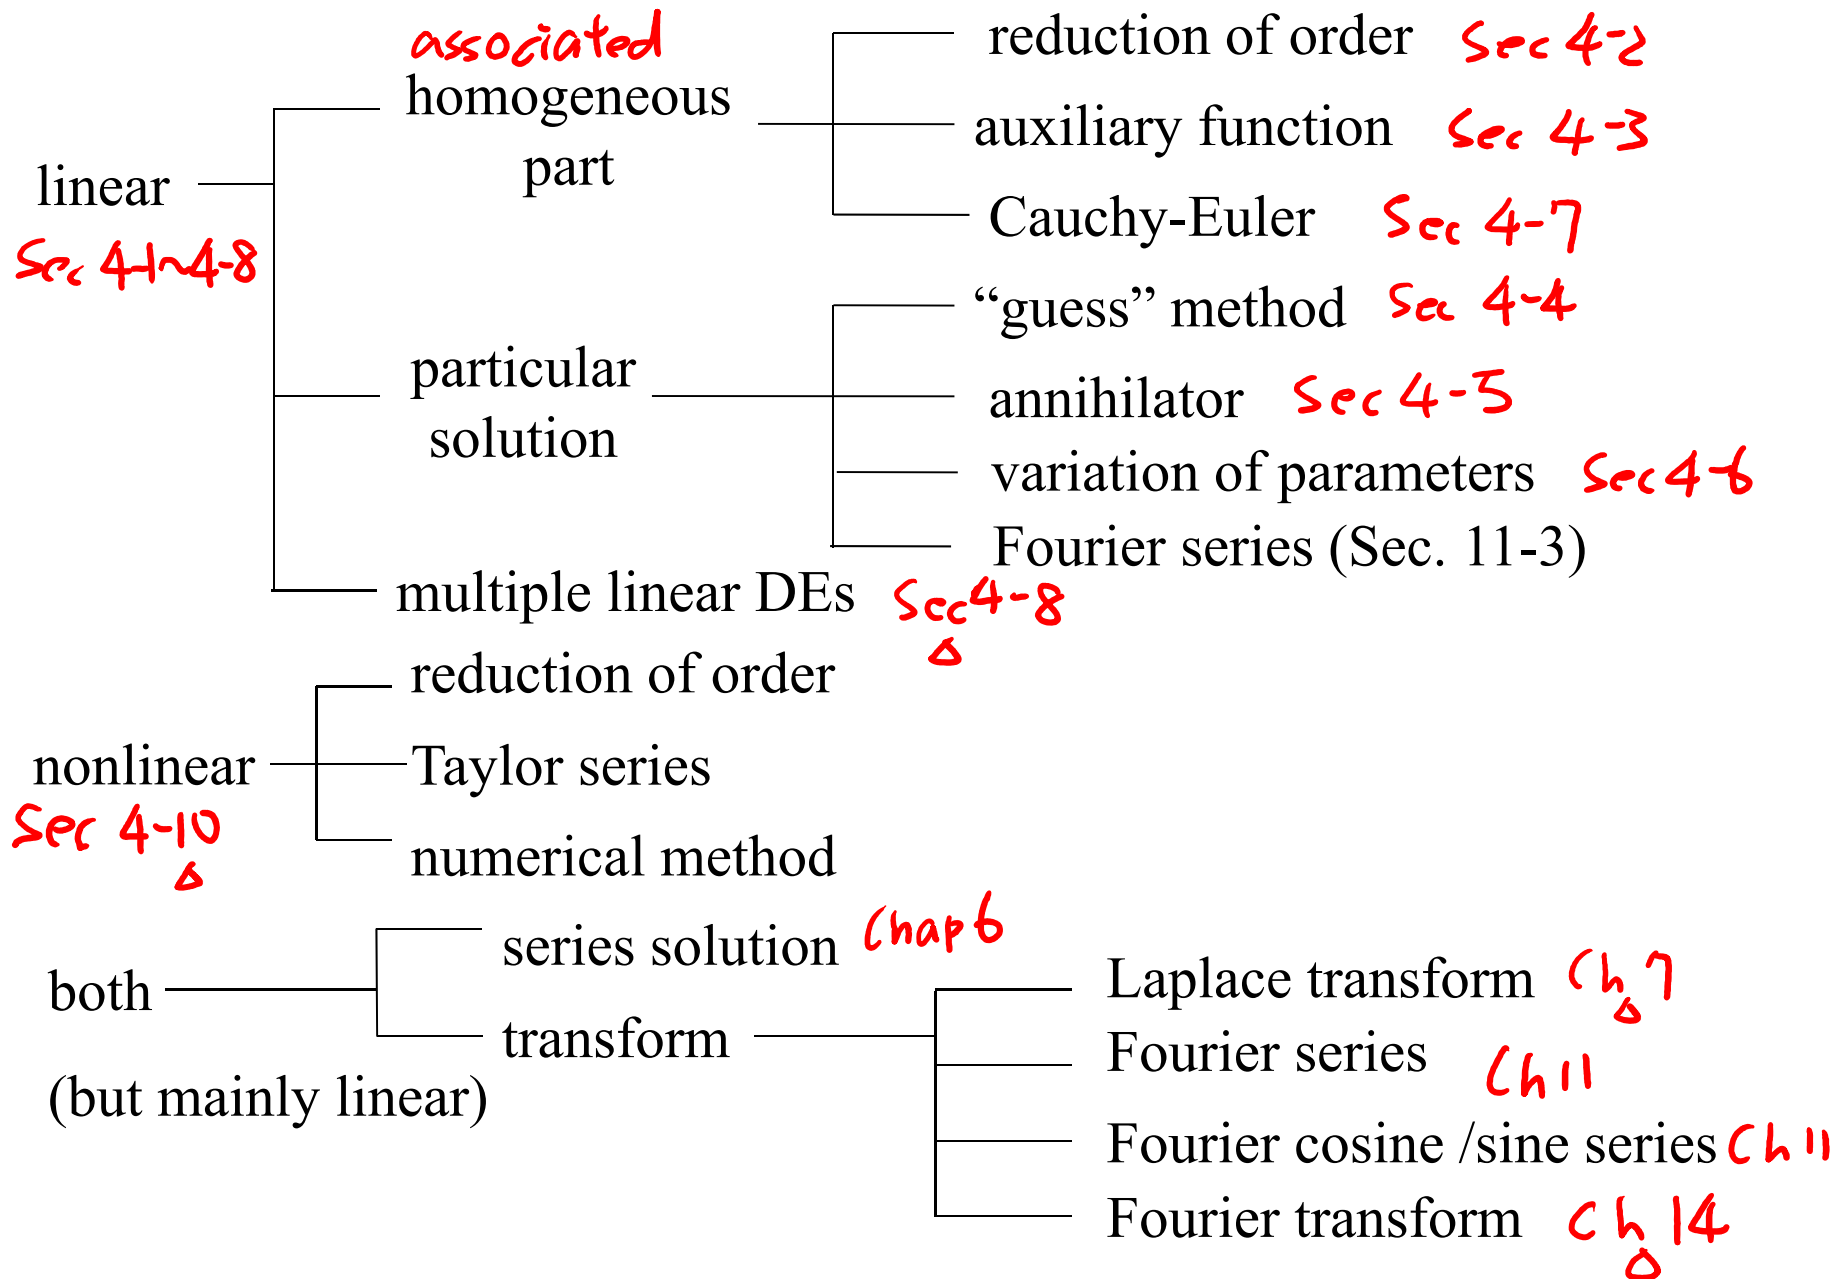 associated
homogeneous
part
reduction of order Sec 4-2
auxiliary function Sec 4-3
Cauchy-Euler Sec 4-7
linear
Sec 4-1~4-8
particular
solution
“guess” method Sec 4-4
annihilator Sec 4-5
variation of parameters Sec 4-6
Fourier series (Sec. 11-3)
multiple linear DEs Sec 4-8
nonlinear
Sec 4-10
reduction of order
Taylor series
numerical method
both
(but mainly linear)
series solution Chap 6
transform
Laplace transform Ch 7
Fourier series Ch 11
Fourier cosine /sine series Ch 11
Fourier transform Ch 14